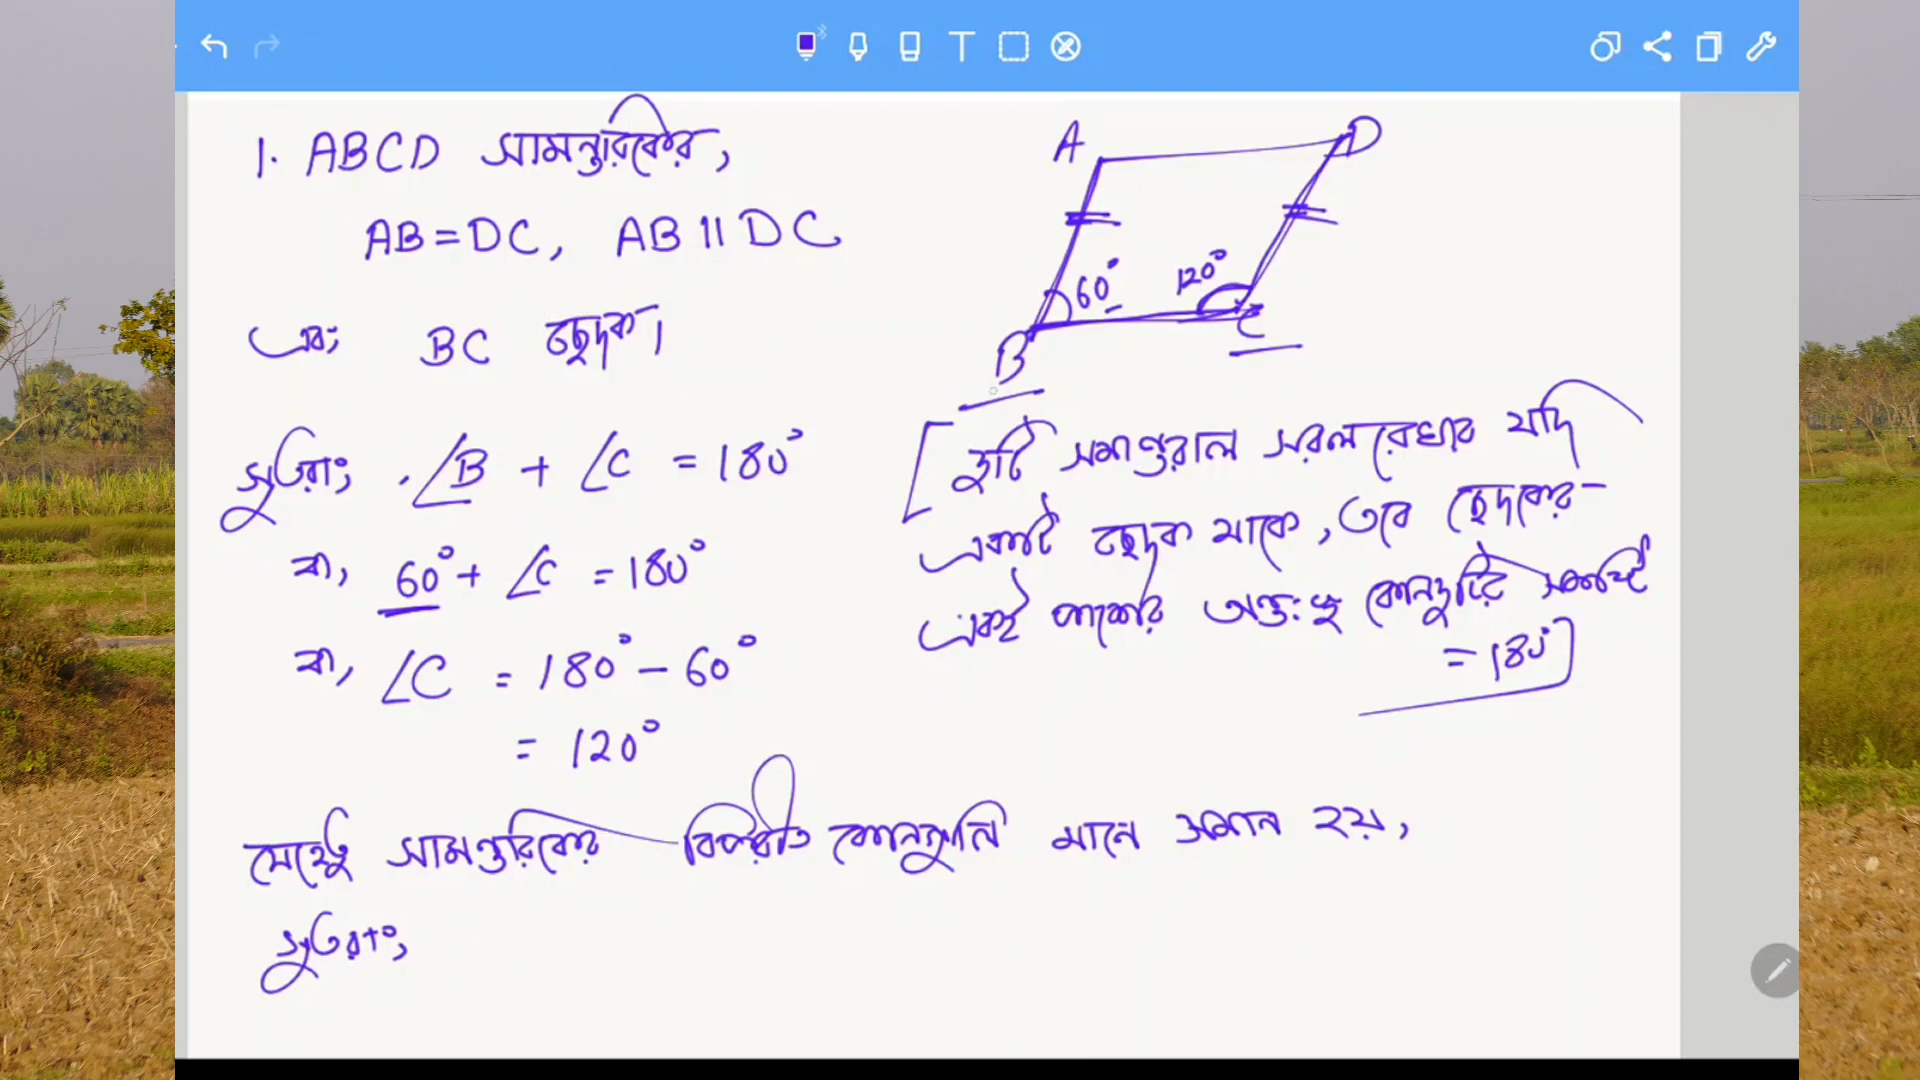 1. ABCD সামন্তরিকের,
AB = DC, AB || DC
এবং BC ছেদক।
সুতরাং, ∠B + ∠C = 180°
বা, 60° + ∠C = 180°
বা, ∠C = 180° - 60°
= 120°
A D
60° 120°
B C
[দুটি সমান্তরাল সরলরেখার যদি
একটি ছেদক থাকে, তবে ছেদকের
একই পাশের অন্তঃস্থ কোনদুটির সমষ্টি
= 180°]
যেহেতু সামন্তরিকের বিপরীত কোনগুলি মানে সমান হয়,
সুতরাং,